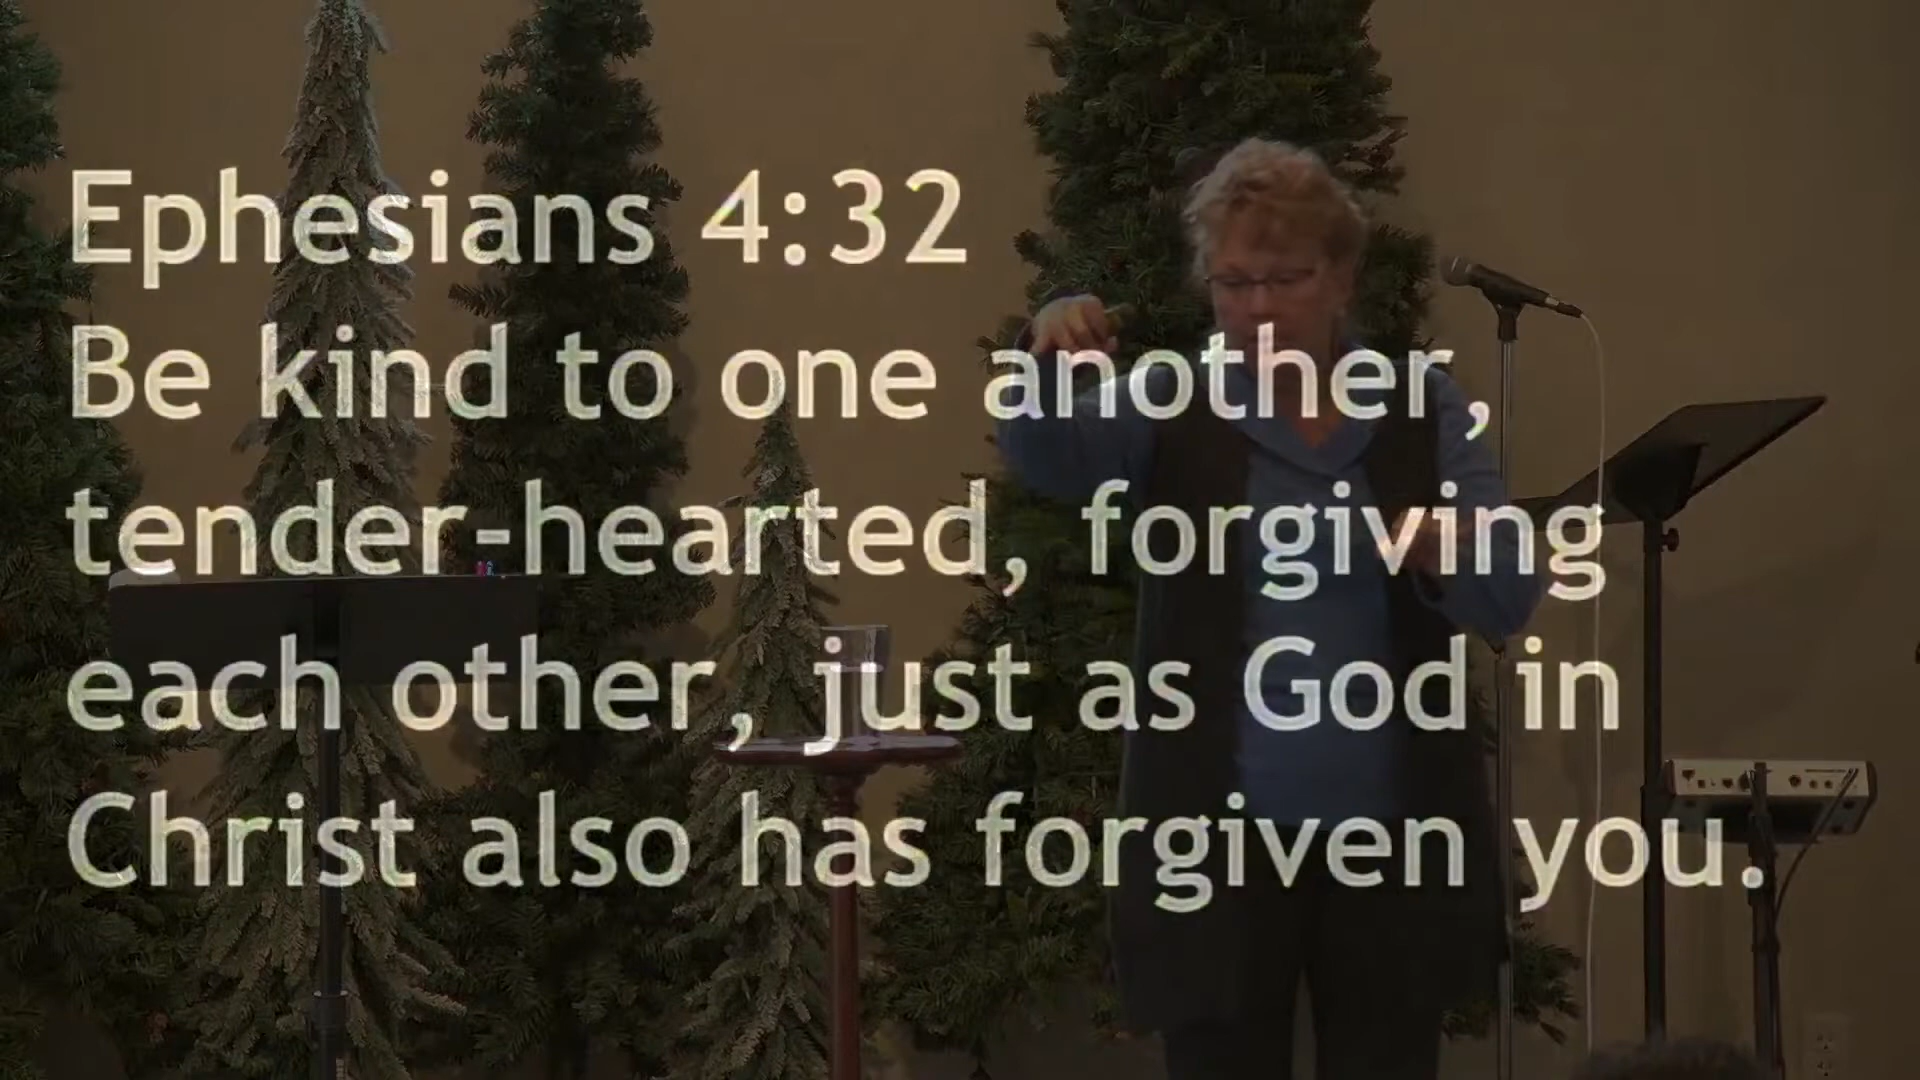 Ephesians 4:32
Be kind to one another,
tender-hearted, forgiving
each other, just as God in
Christ also has forgiven you.